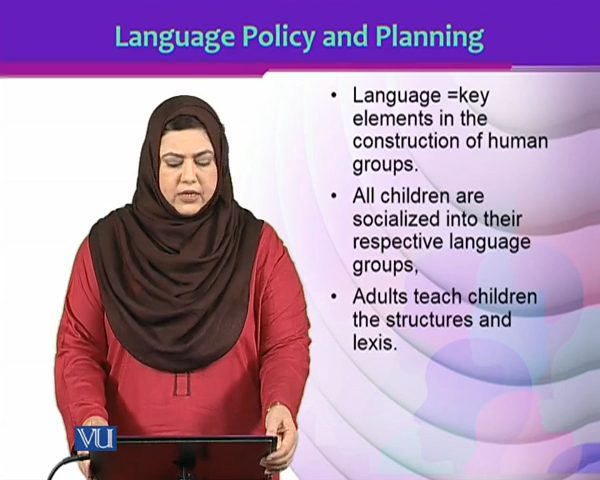 Language Policy and Planning
• Language =key
elements in the
construction of human
groups.
• All children are
socialized into their
respective language
groups,
• Adults teach children
the structures and
lexis.
VU